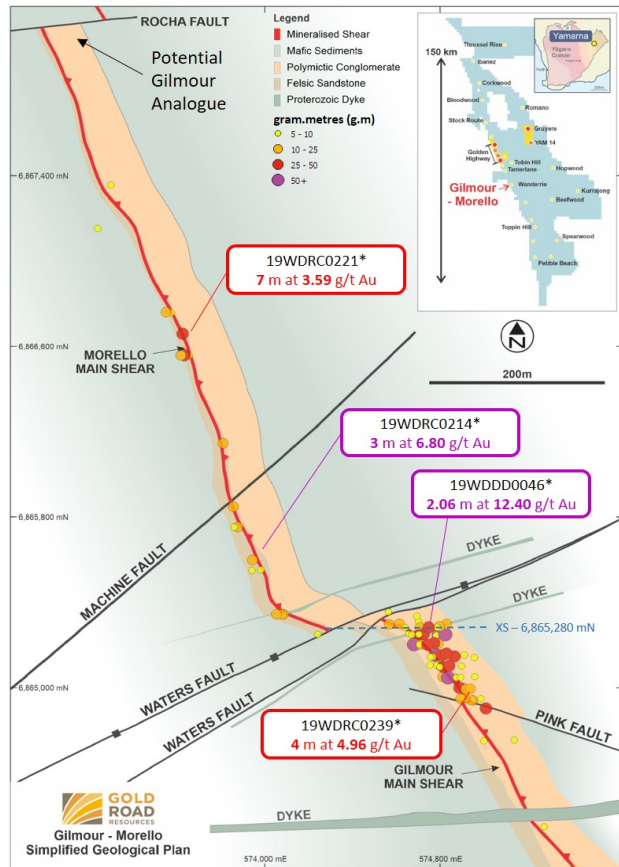 ROCHA FAULT
Potential
Gilmour
Analogue
Legend
Mineralised Shear
Mafic Sediments
Polymictic Conglomerate
Felsic Sandstone
Proterozoic Dyke
gram.metres (g.m)
5 - 10
10 - 25
25 - 50
50+
150 km
Throssel Rise
Ibanez
Corkwood
Bloodwood
Romano
Stock Route
Gruyere
YAM 14
Golden
Highway
Tobin Hill
Tamerlane
Hopwood
Wanderrie
Kurrajong
Gilmour
- Morello
Beefwood
Toppin Hill
Spearwood
Pebble Beach
Yamarna
Yilgarn
Craton
6,867,400 mN
19WDRC0221*
7 m at 3.59 g/t Au
6,866,600 mN
MORELLO
MAIN SHEAR
N
200m
19WDRC0214*
3 m at 6.80 g/t Au
19WDDD0046*
2.06 m at 12.40 g/t Au
6,865,800 mN
MACHINE FAULT
DYKE
DYKE
XS – 6,865,280 mN
WATERS FAULT
WATERS FAULT
6,865,000 mN
19WDRC0239*
4 m at 4.96 g/t Au
PINK FAULT
GILMOUR
MAIN SHEAR
GOLD
ROAD
RESOURCES
Gilmour - Morello
Simplified Geological Plan
DYKE
574,000 mE
574,800 mE